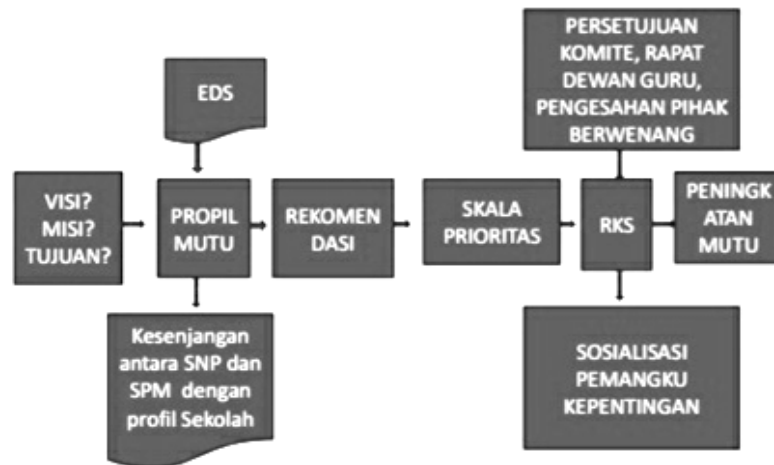 EDS
VISI?
MISI?
TUJUAN?
PROPIL
MUTU
REKOMEN
DASI
Kesenjangan
antara SNP dan
SPM dengan
profil Sekolah
SKALA
PRIORITAS
PERSETUJUAN
KOMITE, RAPAT
DEWAN GURU,
PENGESAHAN PIHAK
BERWENANG
RKS
PENINGK
ATAN
MUTU
SOSIALISASI
PEMANGKU
KEPENTINGAN